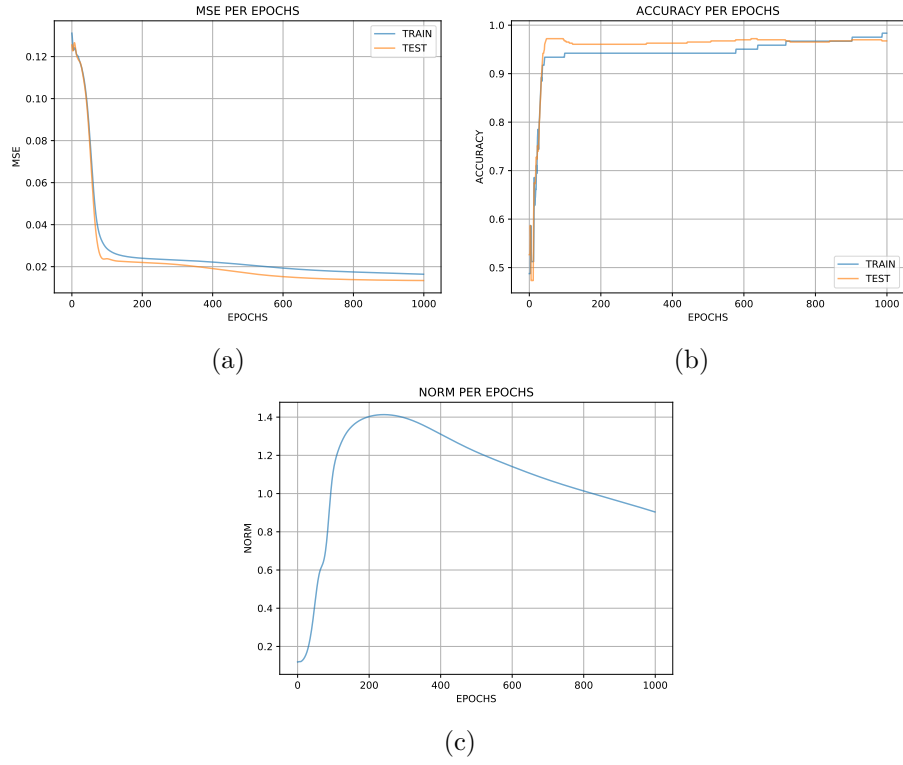 MSE PER EPOCHS
0.12
0.10
0.08
0.06
0.04
0.02
MSE
0 200 400 600 800 1000
EPOCHS
TRAIN
TEST
(a)
ACCURACY PER EPOCHS
1.0
0.9
0.8
0.7
0.6
0.5
ACCURACY
0 200 400 600 800 1000
EPOCHS
TRAIN
TEST
(b)
NORM PER EPOCHS
1.4
1.2
1.0
0.8
0.6
0.4
0.2
NORM
0 200 400 600 800 1000
EPOCHS
(c)